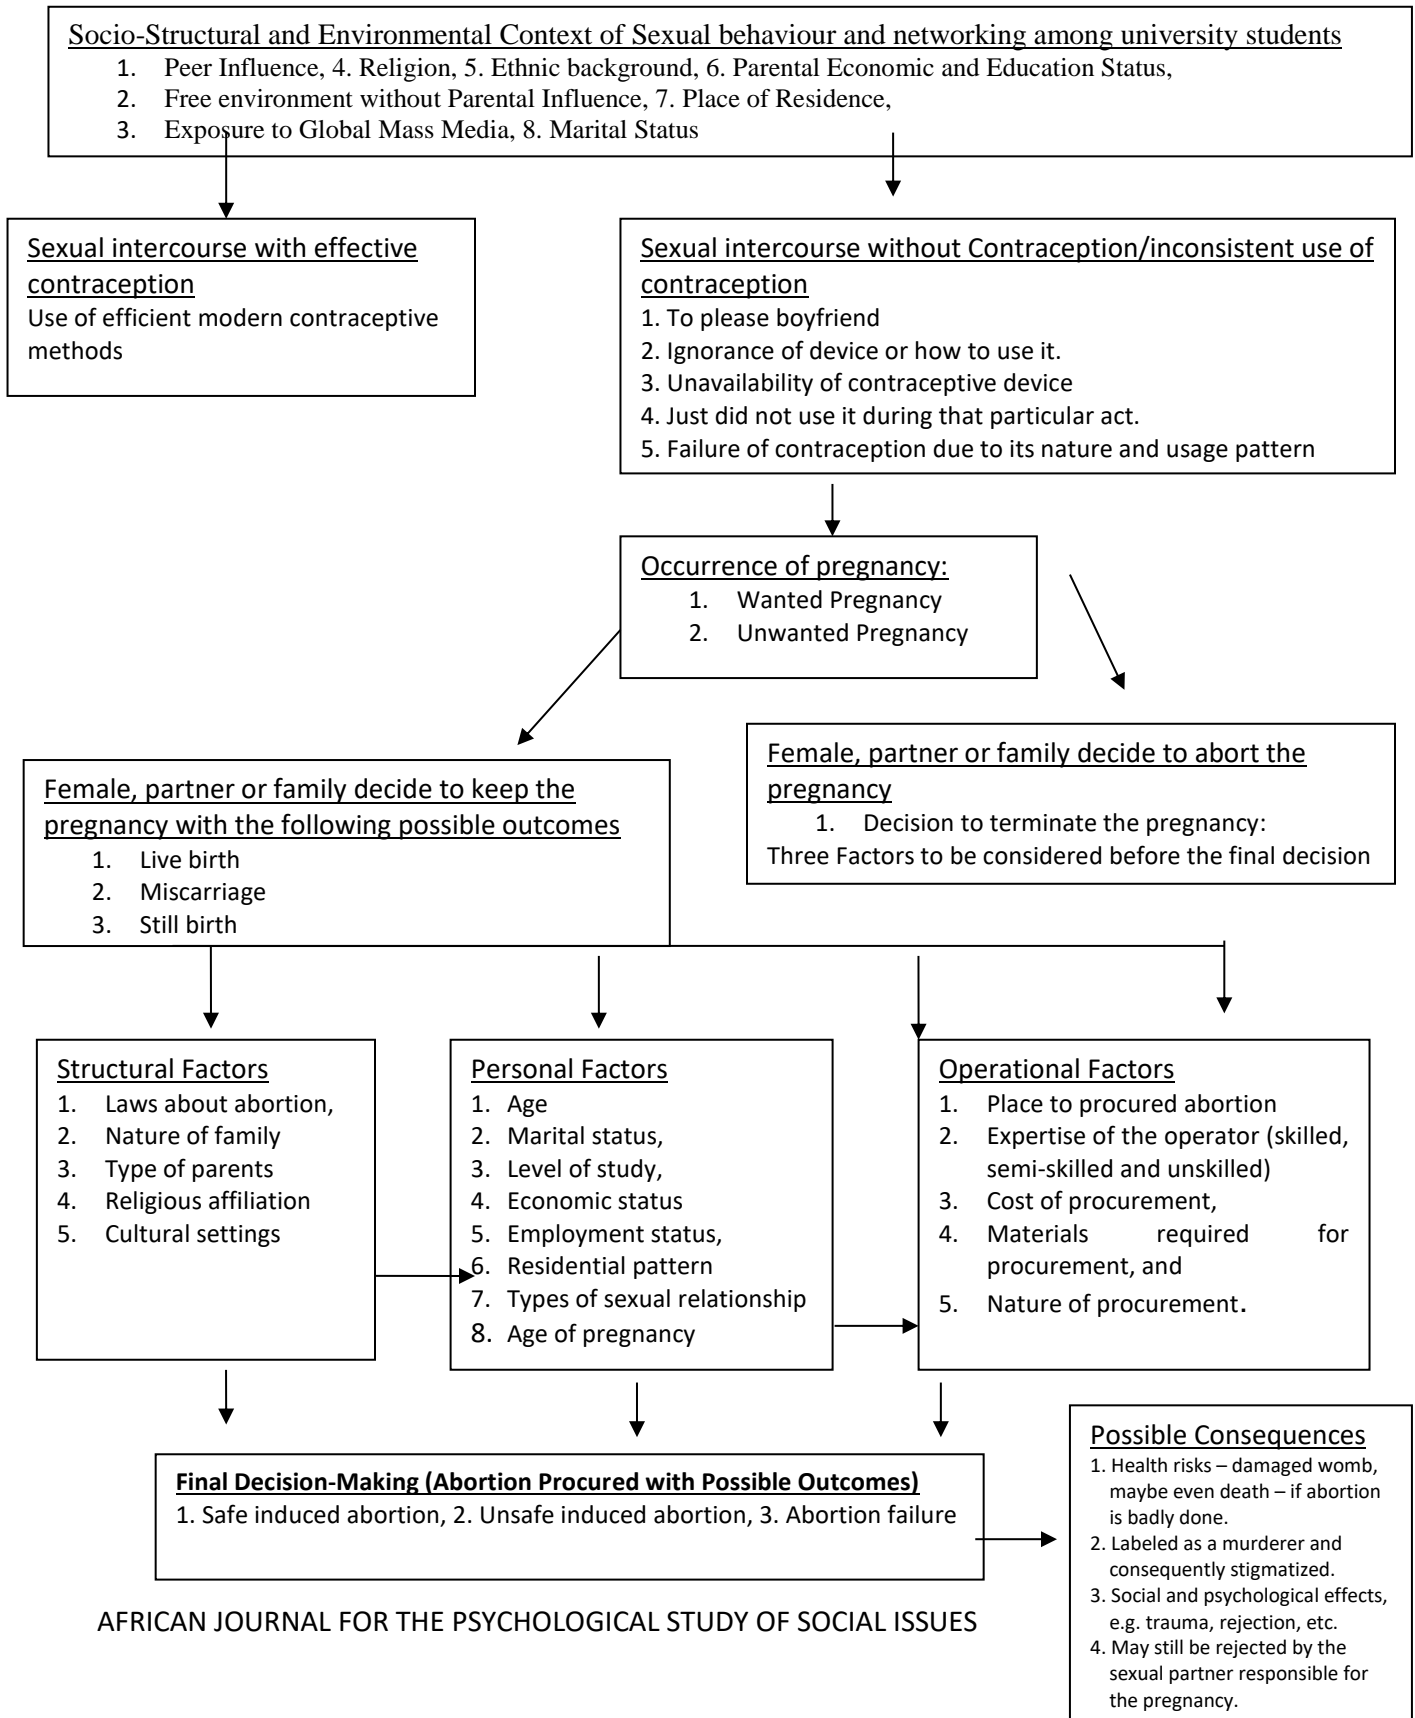 Socio-Structural and Environmental Context of Sexual behaviour and networking among university students
1. Peer Influence, 4. Religion, 5. Ethnic background, 6. Parental Economic and Education Status,
2. Free environment without Parental Influence, 7. Place of Residence,
3. Exposure to Global Mass Media, 8. Marital Status
Sexual intercourse with effective
contraception
Use of efficient modern contraceptive
methods
Sexual intercourse without Contraception/inconsistent use of
contraception
1. To please boyfriend
2. Ignorance of device or how to use it.
3. Unavailability of contraceptive device
4. Just did not use it during that particular act.
5. Failure of contraception due to its nature and usage pattern
Occurrence of pregnancy:
1. Wanted Pregnancy
2. Unwanted Pregnancy
Female, partner or family decide to keep the
pregnancy with the following possible outcomes
1. Live birth
2. Miscarriage
3. Still birth
Female, partner or family decide to abort the
pregnancy
1. Decision to terminate the pregnancy:
Three Factors to be considered before the final decision
Structural Factors
1. Laws about abortion,
2. Nature of family
3. Type of parents
4. Religious affiliation
5. Cultural settings
Personal Factors
1. Age
2. Marital status,
3. Level of study,
4. Economic status
5. Employment status,
6. Residential pattern
7. Types of sexual relationship
8. Age of pregnancy
Operational Factors
1. Place to procured abortion
2. Expertise of the operator (skilled,
semi-skilled and unskilled)
3. Cost of procurement,
4. Materials required for
procurement, and
5. Nature of procurement.
Final Decision-Making (Abortion Procured with Possible Outcomes)
1. Safe induced abortion, 2. Unsafe induced abortion, 3. Abortion failure
Possible Consequences
1. Health risks – damaged womb,
maybe even death – if abortion
is badly done.
2. Labeled as a murderer and
consequently stigmatized.
3. Social and psychological effects,
e.g. trauma, rejection, etc.
4. May still be rejected by the
sexual partner responsible for
the pregnancy.
AFRICAN JOURNAL FOR THE PSYCHOLOGICAL STUDY OF SOCIAL ISSUES